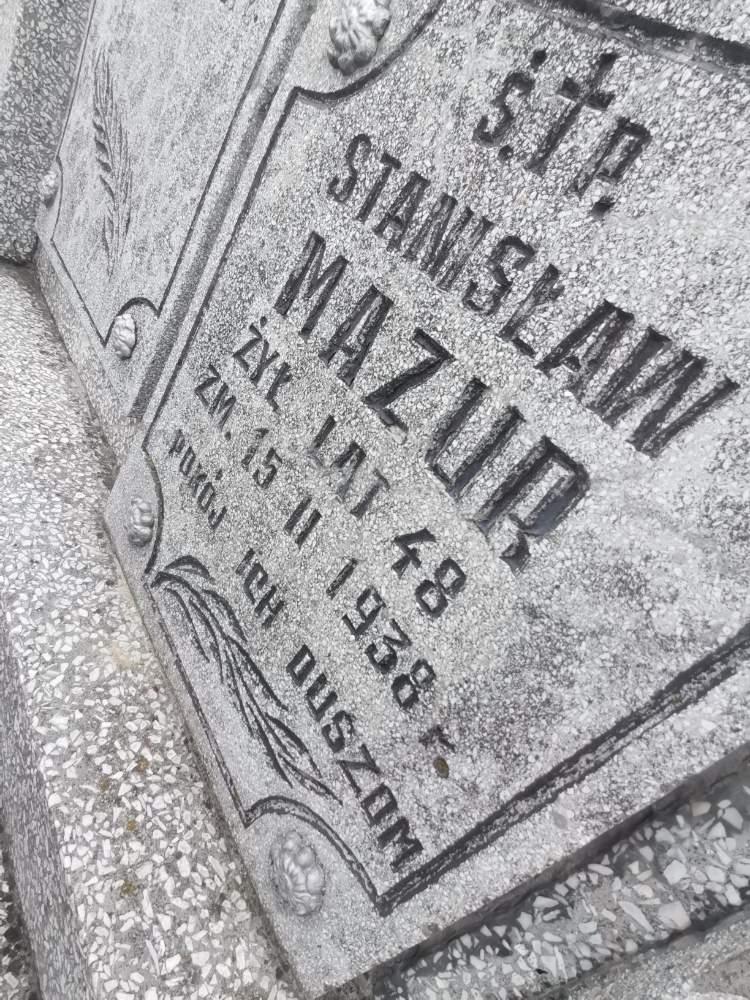 Ś.†P.
STANISŁAW
MAZUR
ŻYŁ LAT 48
ZM. 15 II 1938 r.
POKÓJ ICH DUSZOM